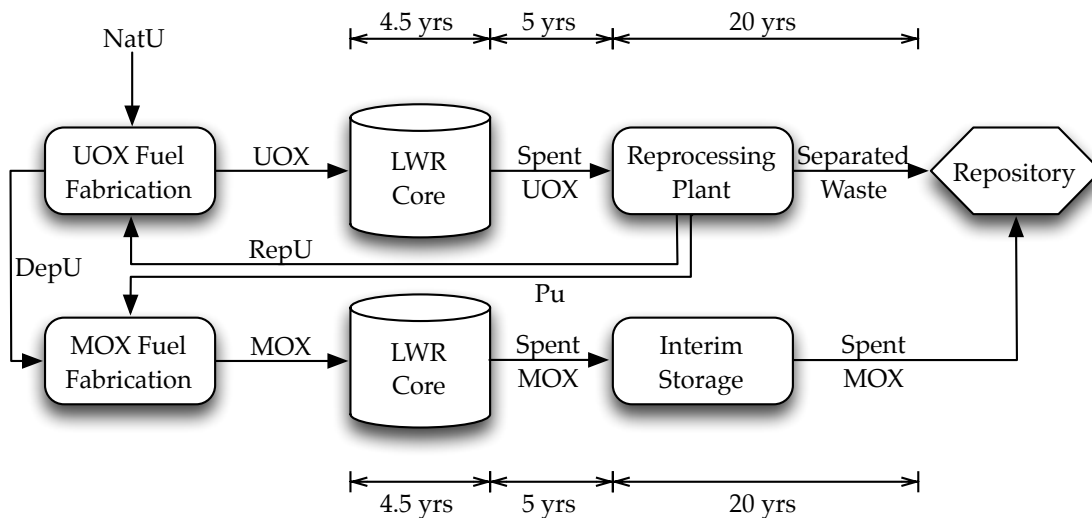 4.5 yrs
5 yrs
20 yrs
NatU
UOX Fuel
Fabrication
UOX
LWR
Core
Spent
UOX
Reprocessing
Plant
Separated
Waste
Repository
RepU
DepU
Pu
MOX Fuel
Fabrication
MOX
LWR
Core
Spent
MOX
Interim
Storage
Spent
MOX
4.5 yrs
5 yrs
20 yrs